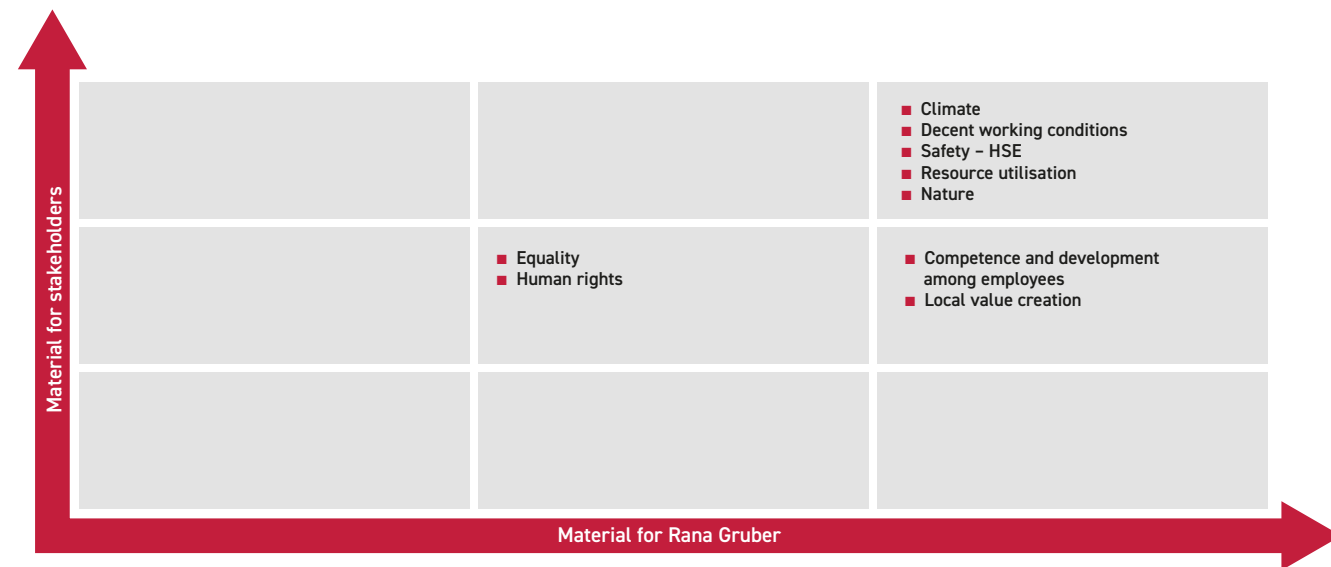 Material for stakeholders
Climate
Decent working conditions
Safety – HSE
Resource utilisation
Nature
Equality
Human rights
Competence and development
among employees
Local value creation
Material for Rana Gruber